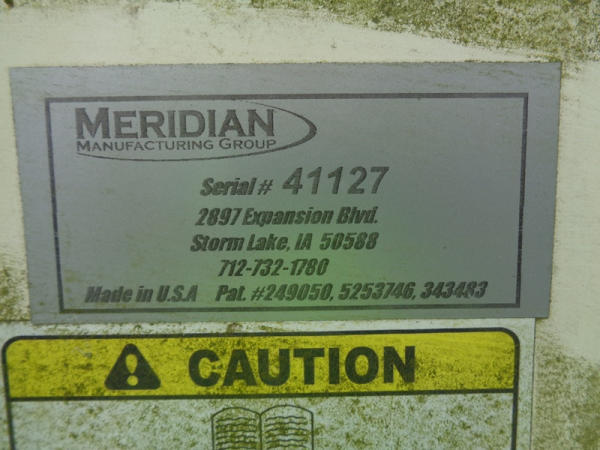 MERIDIAN
MANUFACTURING GROUP
Serial # 41127
2897 Expansion Blvd.
Storm Lake, IA 50588
712-732-1780
Made in U.S.A Pat. #249050, 5253746, 343483
CAUTION